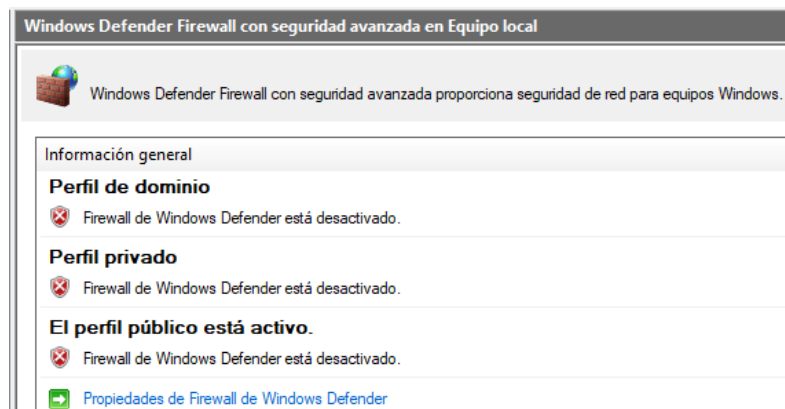 Windows Defender Firewall con seguridad avanzada en Equipo local
Windows Defender Firewall con seguridad avanzada proporciona seguridad de red para equipos Windows.
Información general
Perfil de dominio
Firewall de Windows Defender está desactivado.
Perfil privado
Firewall de Windows Defender está desactivado.
El perfil público está activo.
Firewall de Windows Defender está desactivado.
Propiedades de Firewall de Windows Defender